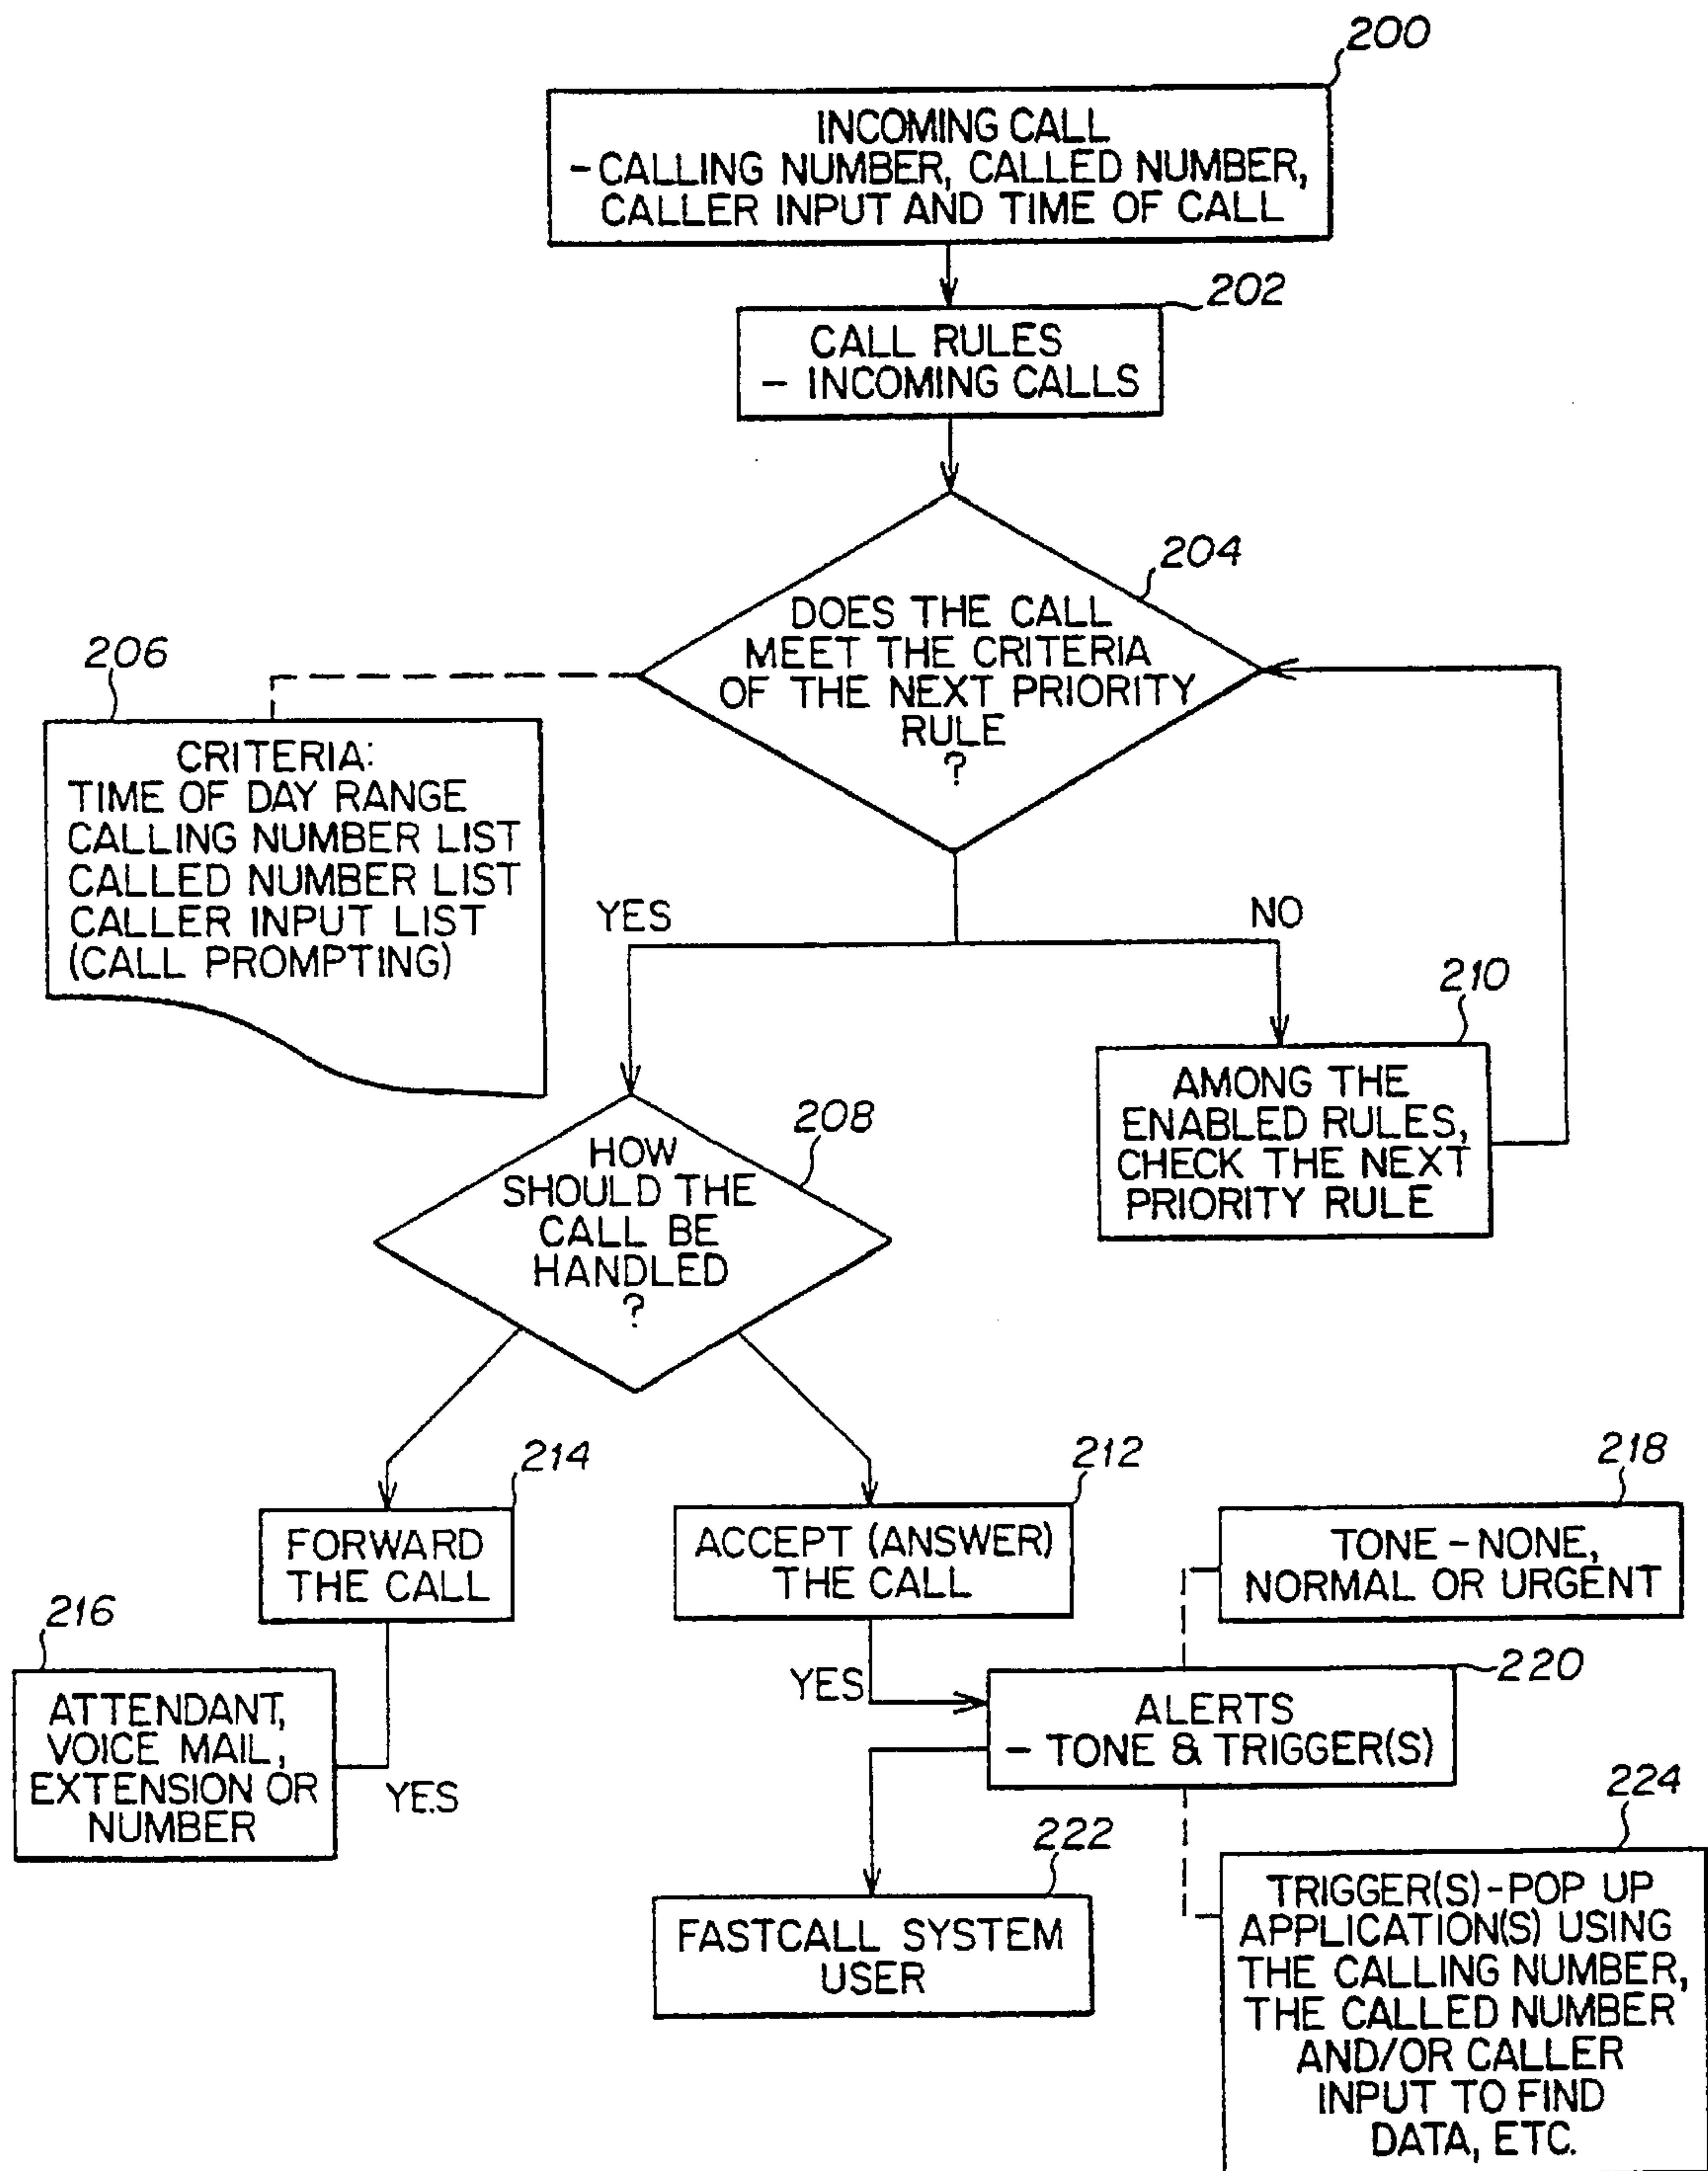 200
INCOMING CALL
- CALLING NUMBER, CALLED NUMBER,
CALLER INPUT AND TIME OF CALL
202
CALL RULES
- INCOMING CALLS
204
DOES THE CALL
MEET THE CRITERIA
OF THE NEXT PRIORITY
RULE
?
206
CRITERIA:
TIME OF DAY RANGE
CALLING NUMBER LIST
CALLED NUMBER LIST
CALLER INPUT LIST
(CALL PROMPTING)
YES
NO
210
AMONG THE
ENABLED RULES,
CHECK THE NEXT
PRIORITY RULE
208
HOW
SHOULD THE
CALL BE
HANDLED
?
214
FORWARD
THE CALL
212
ACCEPT (ANSWER)
THE CALL
218
TONE - NONE,
NORMAL OR URGENT
216
ATTENDANT,
VOICE MAIL,
EXTENSION OR
NUMBER
YES
YES
220
ALERTS
- TONE & TRIGGER(S)
222
FASTCALL SYSTEM
USER
224
TRIGGER(S)-POP UP
APPLICATION(S) USING
THE CALLING NUMBER,
THE CALLED NUMBER
AND/OR CALLER
INPUT TO FIND
DATA, ETC.